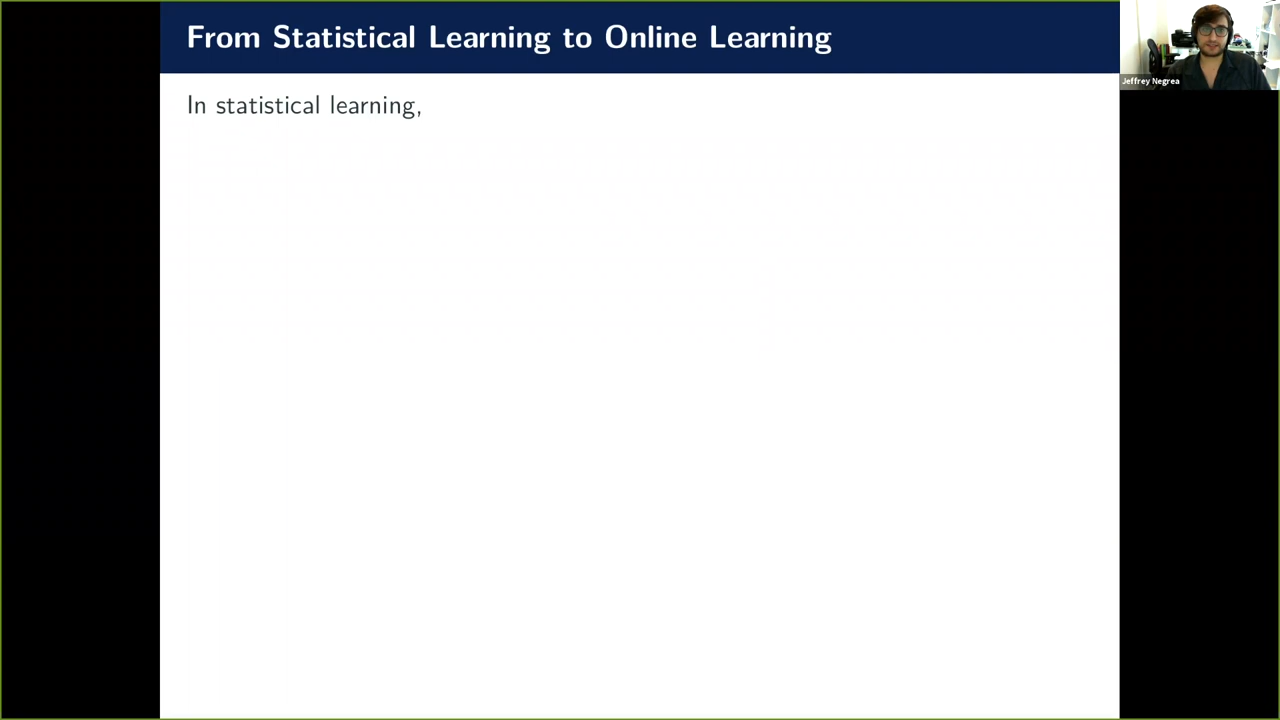 From Statistical Learning to Online Learning
In statistical learning,
Jeffrey Negrea